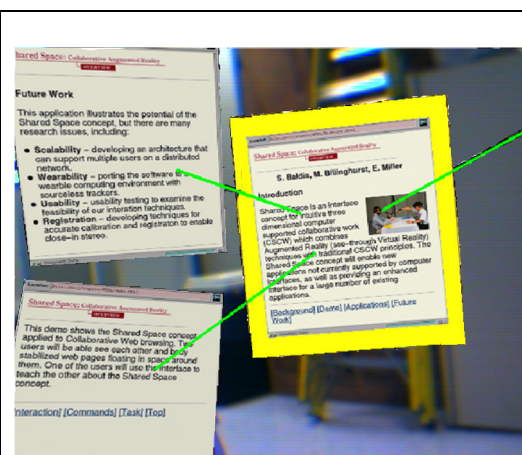 Shared Space: Collaborative Augmented Reality
OVERVIEW
Future Work
This application illustrates the potential of the
Shared Space concept, but there are many
research issues, including:
Scalability – developing an architecture that
can support multiple users on a distributed
network.
Wearability – porting the software to
wearble computing environment with
sourceless trackers.
Usability – usability testing to examine the
feasibility of our interation techniques.
Registration – developing techniques for
accurate calibration and registraton to enable
close–in stereo.
Shared Space: Collaborative Augmented Reality
S. Baldis, M. Billinghurst, E. Miller
Introduction
Shared Space is an interface
concept for intuitive three
dimensional computer
supported collaborative work
(CSCW) which combines
Augmented Reality (see–through Virtual Reality)
techniques with traditional CSCW principles. The
Shared Space concept will enable new
applications not currently supported by computer
interfaces, as well as providing an enhanced
interface for a large number of existing
applications.
[Background] [Demo] [Applications] [Future
Work]
Shared Space: Collaborative Augmented Reality
OVERVIEW
This demo shows the Shared Space concept
applied to Collaborative Web browsing. Two
users will be able see each other and body
stabilized web pages floating in space around
them. One of the users will use the interface to
teach the other about the Shared Space
concept.
[Interaction] [Commands] [Task] [Top]